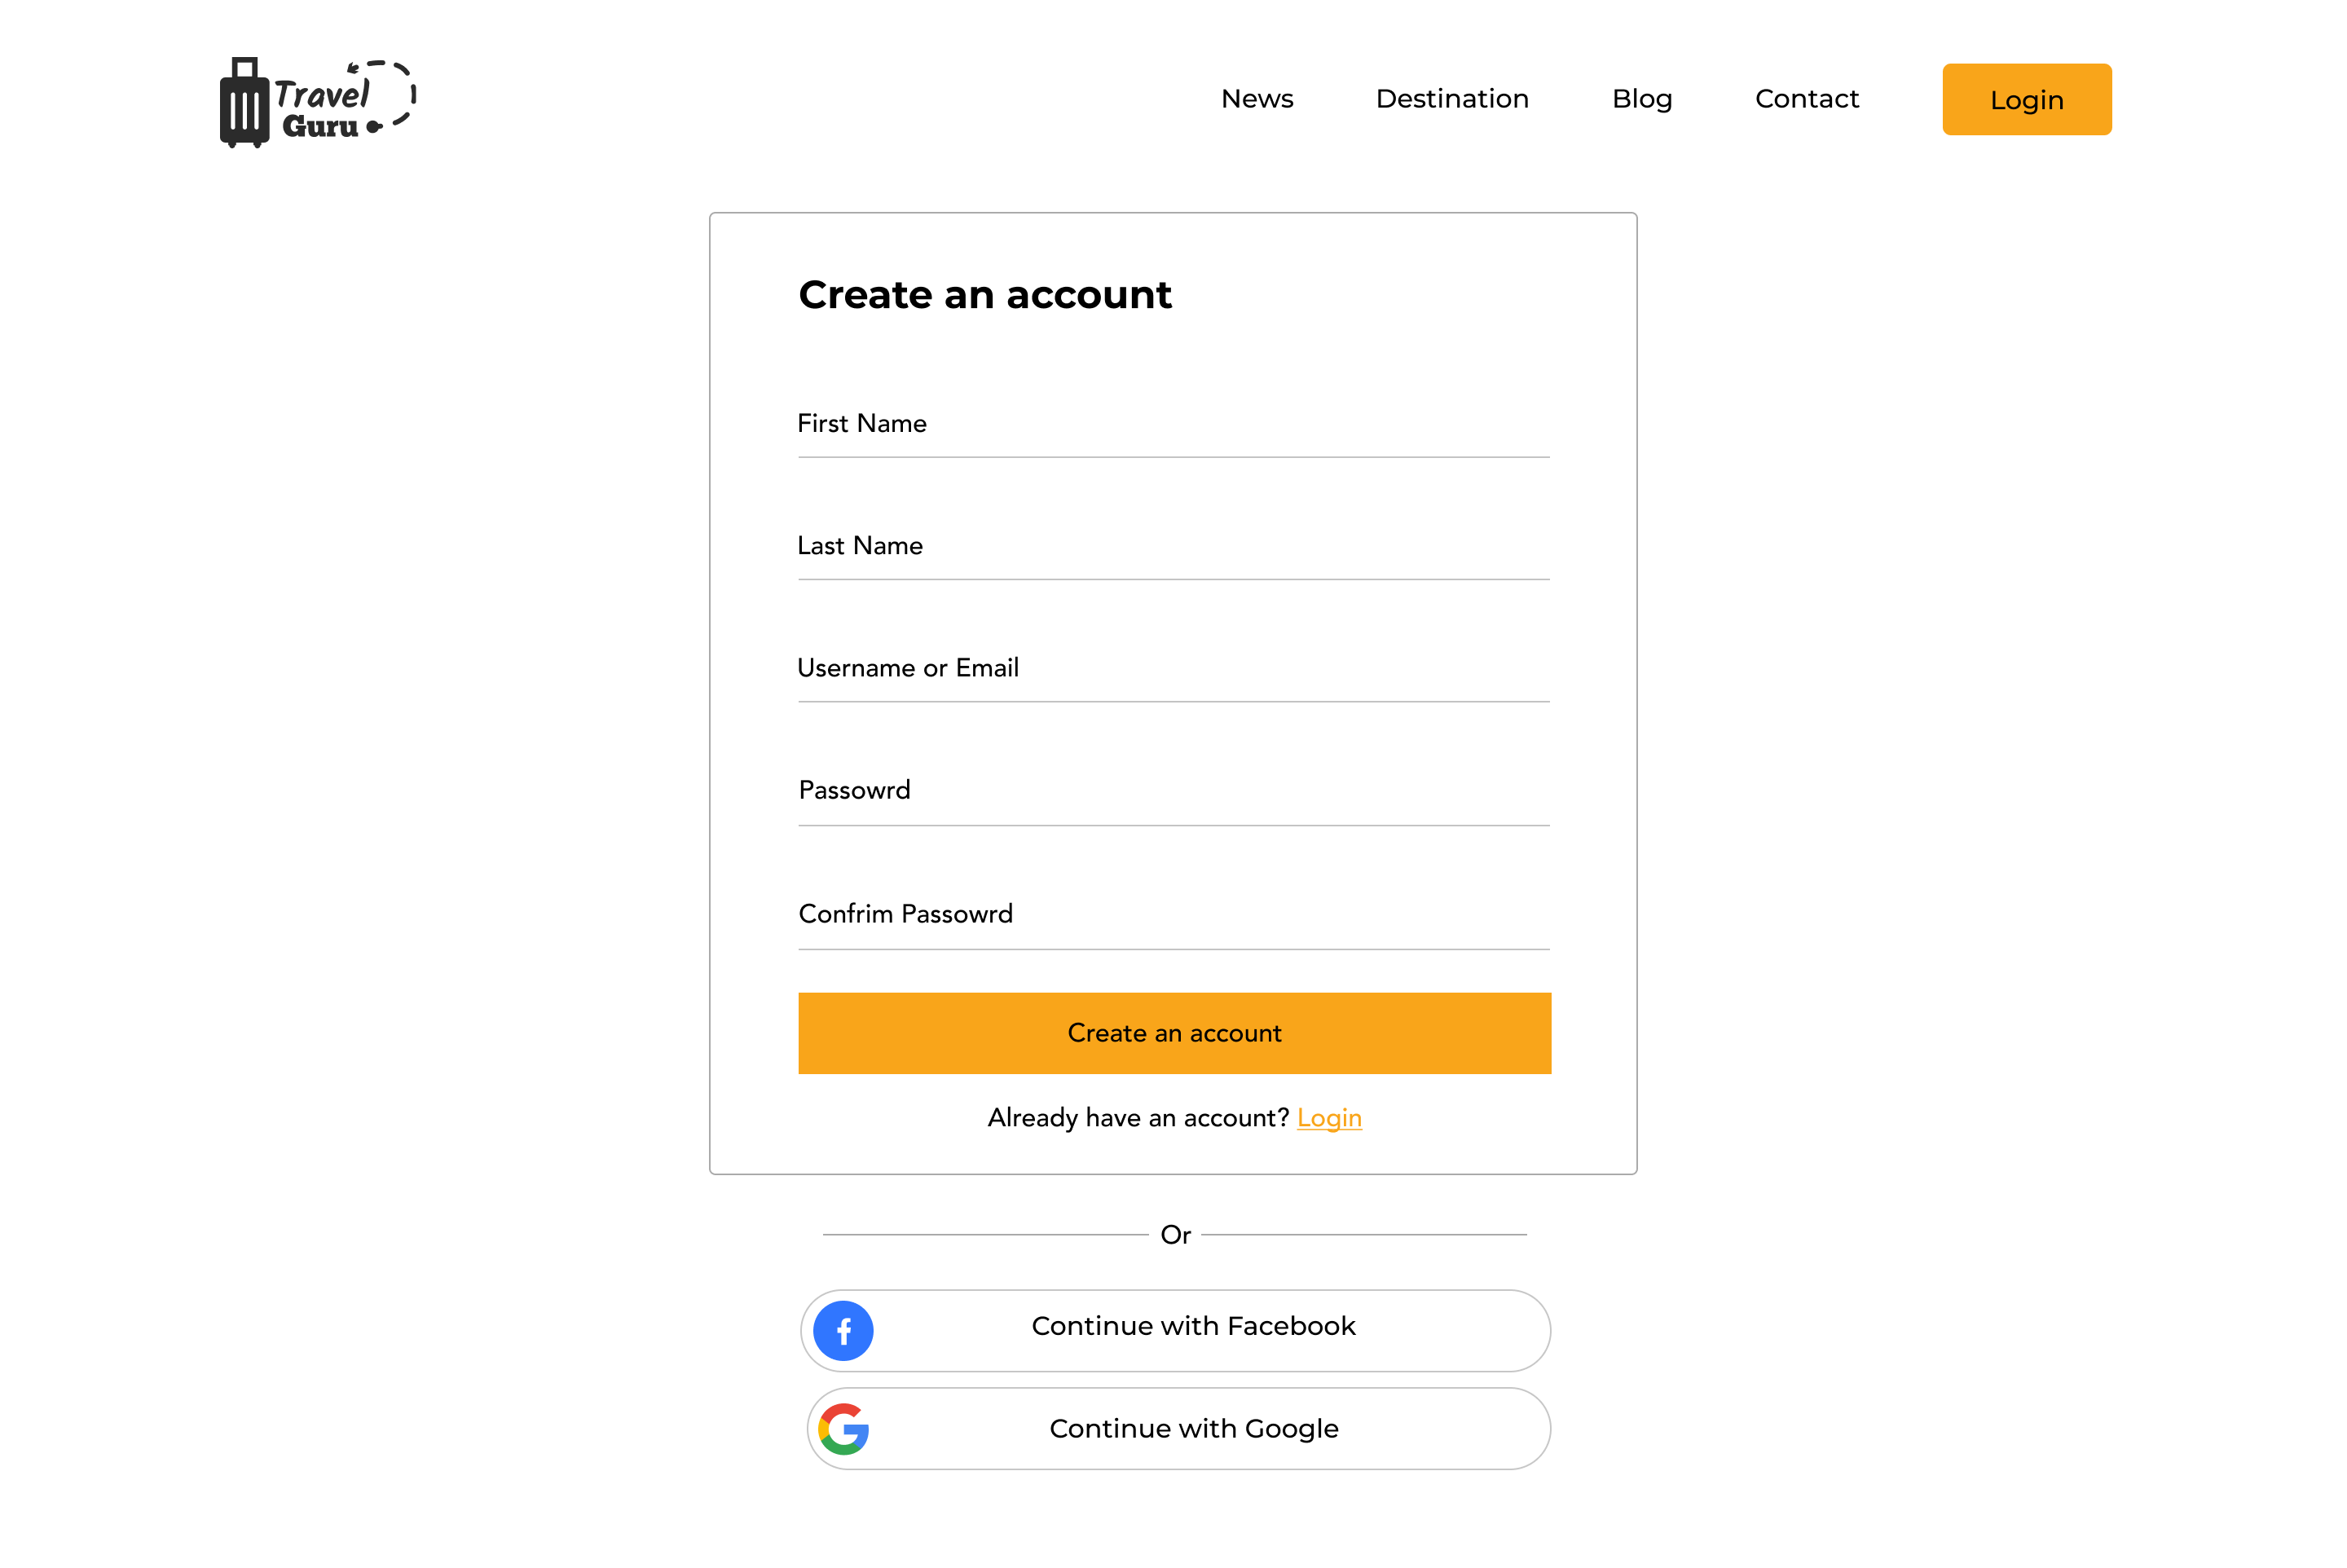 Travel
Guru
News
Destination
Blog
Contact
Login
Create an account
First Name
Last Name
Username or Email
Passowrd
Confrim Passowrd
Create an account
Already have an account? Login
Or
Continue with Facebook
Continue with Google